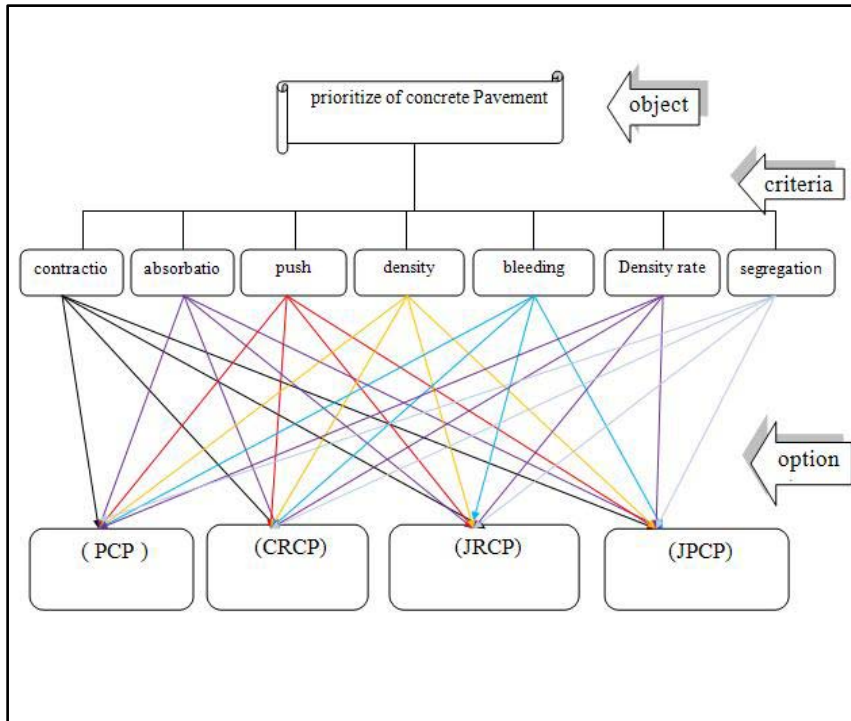 prioritize of concrete Pavement
object
criteria
contractio
absorbatio
push
density
bleeding
Density rate
segregation
option
( PCP )
(CRCP)
(JRCP)
(JPCP)